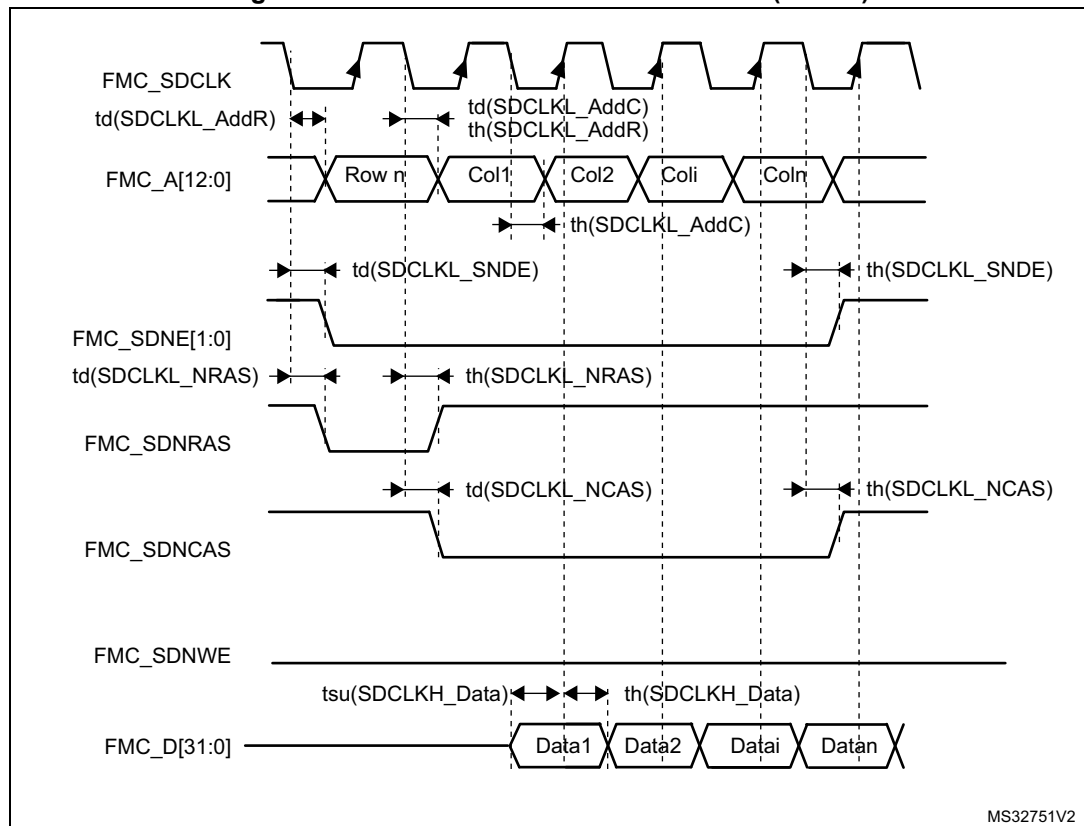 FMC_SDCLK
td(SDCLKL_AddR)
td(SDCLKL_AddC)
th(SDCLKL_AddR)
FMC_A[12:0]
Row n
Col1
Col2
Coli
Coln
th(SDCLKL_AddC)
td(SDCLKL_SNDE)
th(SDCLKL_SNDE)
FMC_SDNE[1:0]
td(SDCLKL_NRAS)
th(SDCLKL_NRAS)
FMC_SDNRAS
td(SDCLKL_NCAS)
th(SDCLKL_NCAS)
FMC_SDNCAS
FMC_SDNWE
tsu(SDCLKH_Data)
th(SDCLKH_Data)
FMC_D[31:0]
Data1
Data2
Datai
Datan
MS32751V2